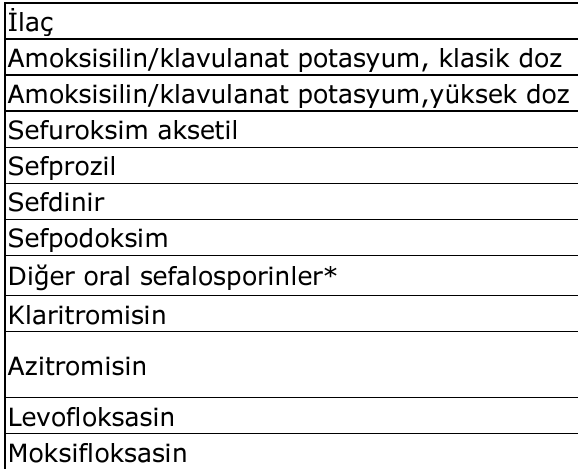 İlaç
Amoksisilin/klavulanat potasyum, klasik doz
Amoksisilin/klavulanat potasyum,yüksek doz
Sefuroksim aksetil
Sefprozil
Sefdinir
Sefpodoksim
Diğer oral sefalosporinler*
Klaritromisin
Azitromisin
Levofloksasin
Moksifloksasin